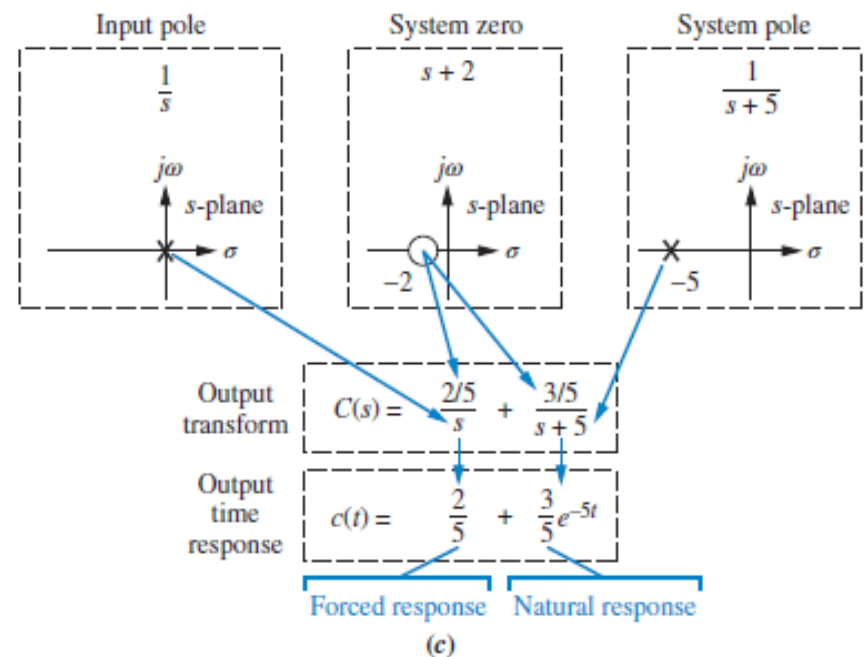 Input pole System zero System pole
1/s s + 2 1/(s + 5)
jω jω jω
s-plane s-plane s-plane
σ σ σ
−2 −5
Output transform C(s) = 2/5/s + 3/5/(s + 5)
Output time response c(t) = 2/5 + 3/5 e^−5t
Forced response Natural response
(c)